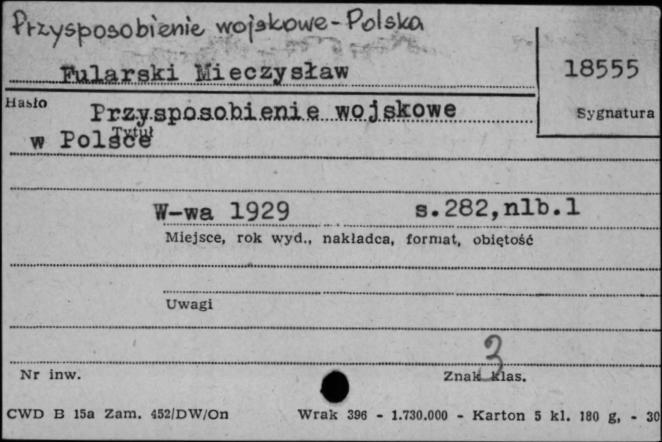 Przysposobienie wojskowe-Polska
Fularski Mieczysław
18555
Hasło
Sygnatura
Przysposobienie wojskowe
w Polsce
Tytuł
W-wa 1929 s.282,nlb.1
Miejsce, rok wyd., nakładca, format, objętość
Uwagi
3
Nr inw. Znak klas.
CWD B 15a Zam. 452/DW/On Wrak 396 - 1.730.000 - Karton 5 kl. 180 g, - 30